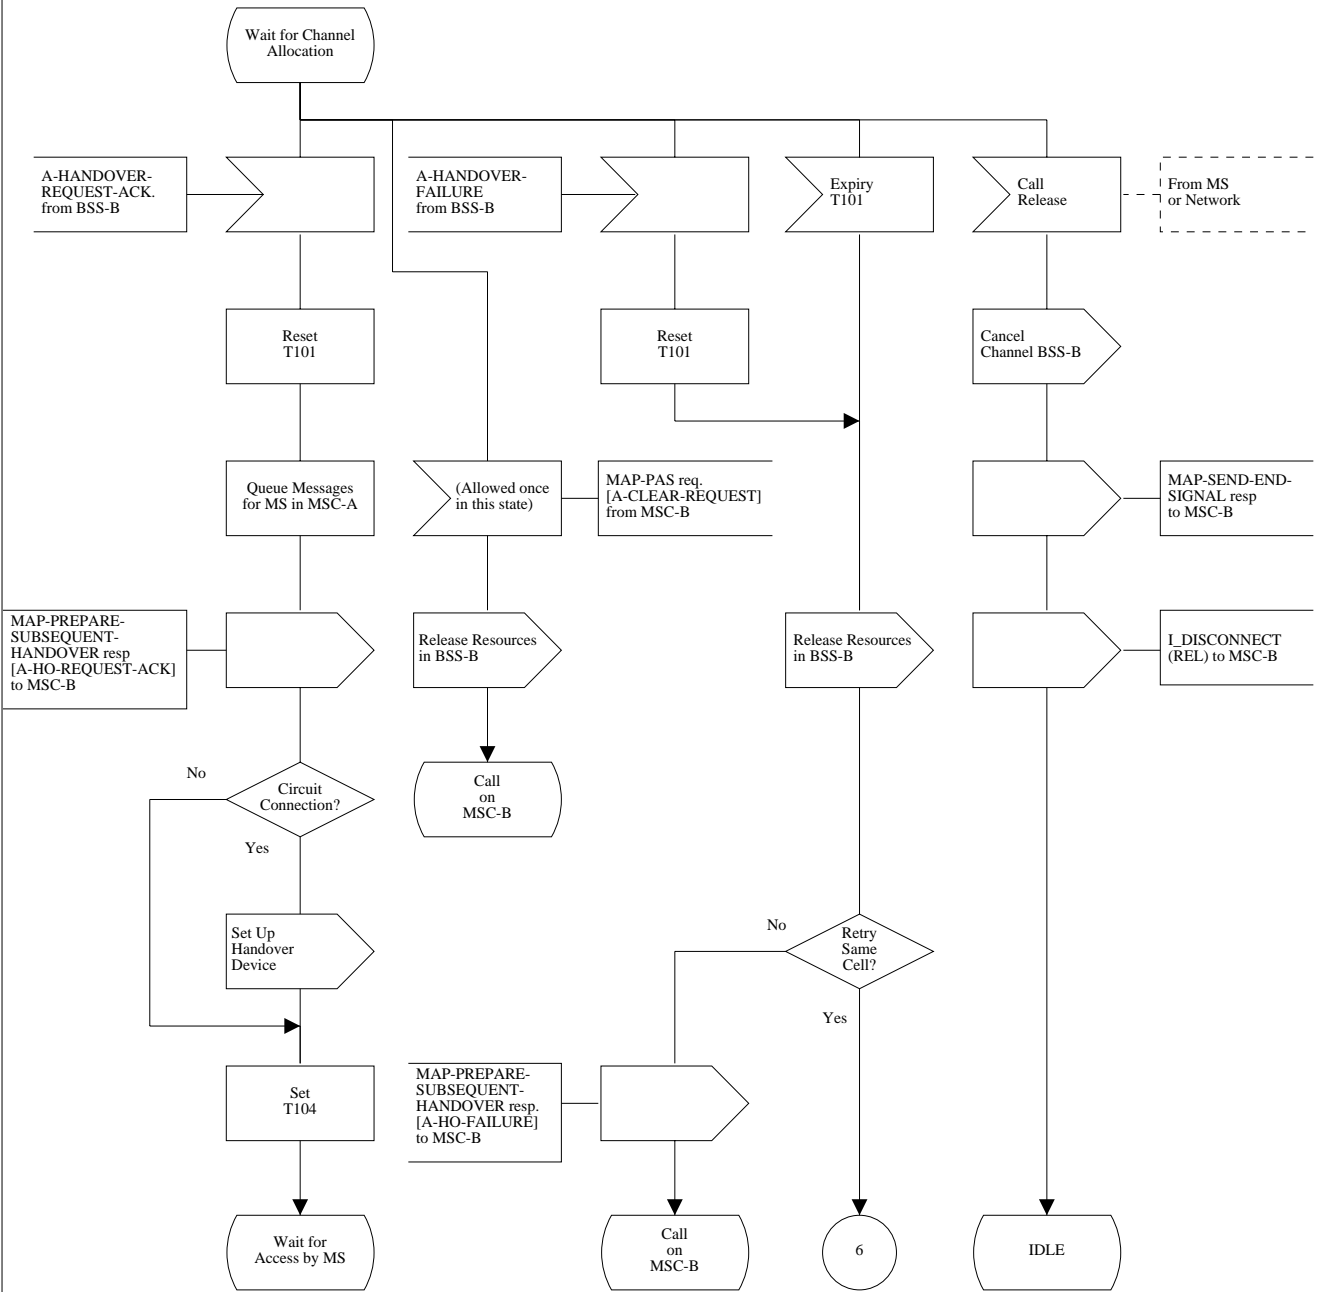 Wait for Channel
Allocation
A-HANDOVER-
REQUEST-ACK.
from BSS-B
A-HANDOVER-
FAILURE
from BSS-B
Expiry
T101
Call
Release
From MS
or Network
Reset
T101
Reset
T101
Cancel
Channel BSS-B
Queue Messages
for MS in MSC-A
(Allowed once
in this state)
MAP-PAS req.
[A-CLEAR-REQUEST]
from MSC-B
MAP-SEND-END-
SIGNAL resp
to MSC-B
MAP-PREPARE-
SUBSEQUENT-
HANDOVER resp
[A-HO-REQUEST-ACK]
to MSC-B
Release Resources
in BSS-B
Release Resources
in BSS-B
I_DISCONNECT
(REL) to MSC-B
No
Circuit
Connection?
Yes
Call
on
MSC-B
Set Up
Handover
Device
No
Retry
Same
Cell?
Yes
Set
T104
MAP-PREPARE-
SUBSEQUENT-
HANDOVER resp.
[A-HO-FAILURE]
to MSC-B
Wait for
Access by MS
Call
on
MSC-B
6
IDLE